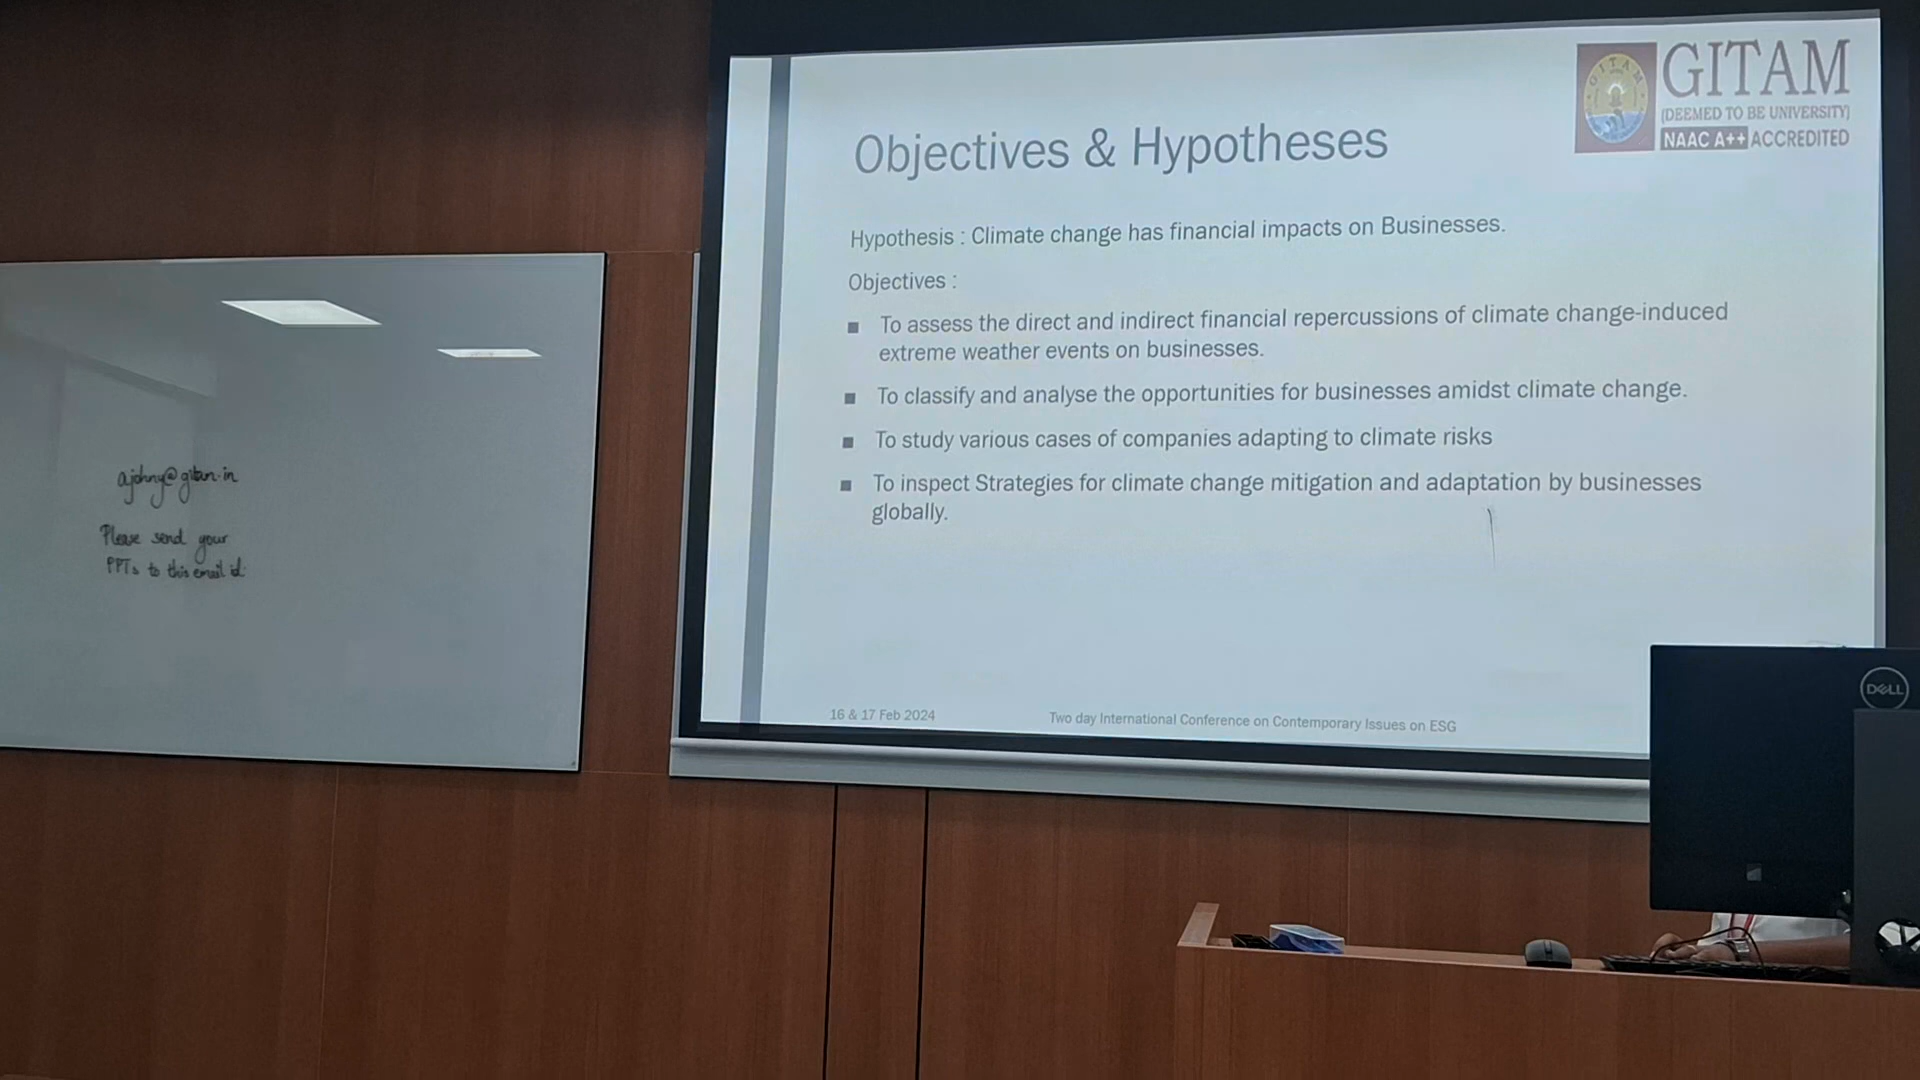 GITAM
(DEEMED TO BE UNIVERSITY)
NAAC A++ ACCREDITED
Objectives & Hypotheses
Hypothesis : Climate change has financial impacts on Businesses.
Objectives :
To assess the direct and indirect financial repercussions of climate change-induced
extreme weather events on businesses.
To classify and analyse the opportunities for businesses amidst climate change.
To study various cases of companies adapting to climate risks
To inspect Strategies for climate change mitigation and adaptation by businesses
globally.
16 & 17 Feb 2024
Two day International Conference on Contemporary Issues on ESG
ajohny@gitam.in
Please send your
PPTs to this email id
DELL